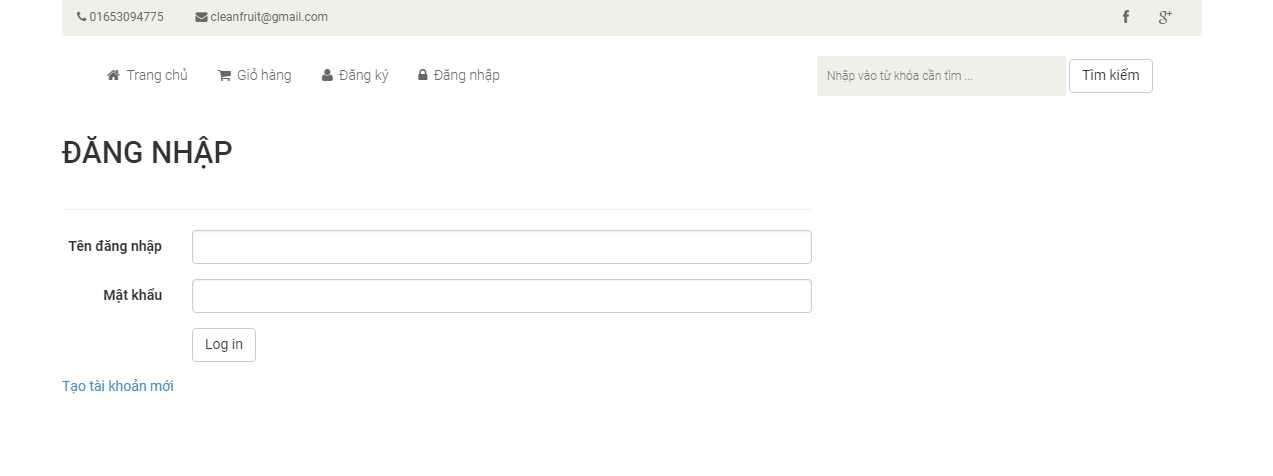 01653094775 cleanfruit@gmail.com
Trang chủ Giỏ hàng Đăng ký Đăng nhập Nhập vào từ khóa cần tìm ... Tìm kiếm
ĐĂNG NHẬP
Tên đăng nhập
Mật khẩu
Log in
Tạo tài khoản mới